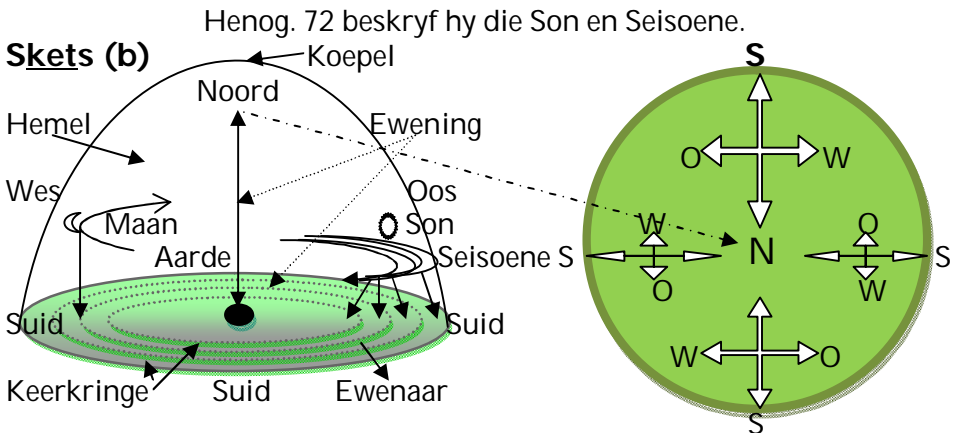 Henog. 72 beskryf hy die Son en Seisoene.
Skets (b)
Koepel
S
Noord
Hemel
Ewening
O
W
Wes
Oos
Maan
Son
W
O
Aarde
Seisoene S
N
S
O
W
Suid
Suid
W
O
Keerkringe
Suid
Ewenaar
S